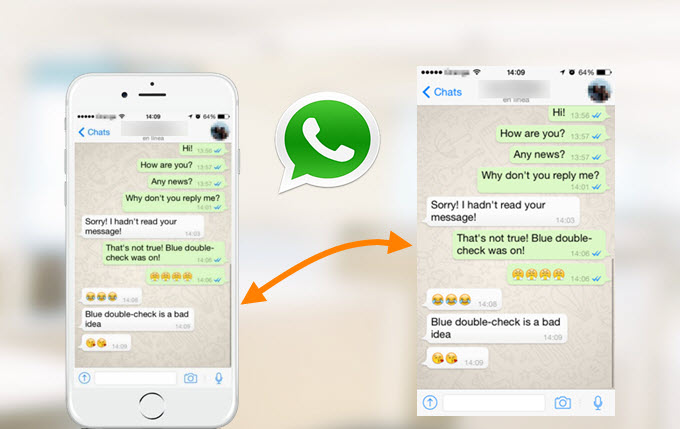 14:09
64%
Chats
en línea
Hi!
13:56
How are you?
13:57
Any news?
13:57
Why don't you reply me?
14:01
Sorry! I hadn't read your
message!
14:03
That's not true! Blue double-
check was on!
14:06
14:06
14:08
Blue double-check is a bad
idea
14:09
14:09
14:09
64%
Chats
en línea
Hi!
13:56
How are you?
13:57
Any news?
13:57
Why don't you reply me?
14:01
Sorry! I hadn't read your
message!
14:03
That's not true! Blue double-
check was on!
14:06
14:06
14:08
Blue double-check is a bad
idea
14:09
14:09